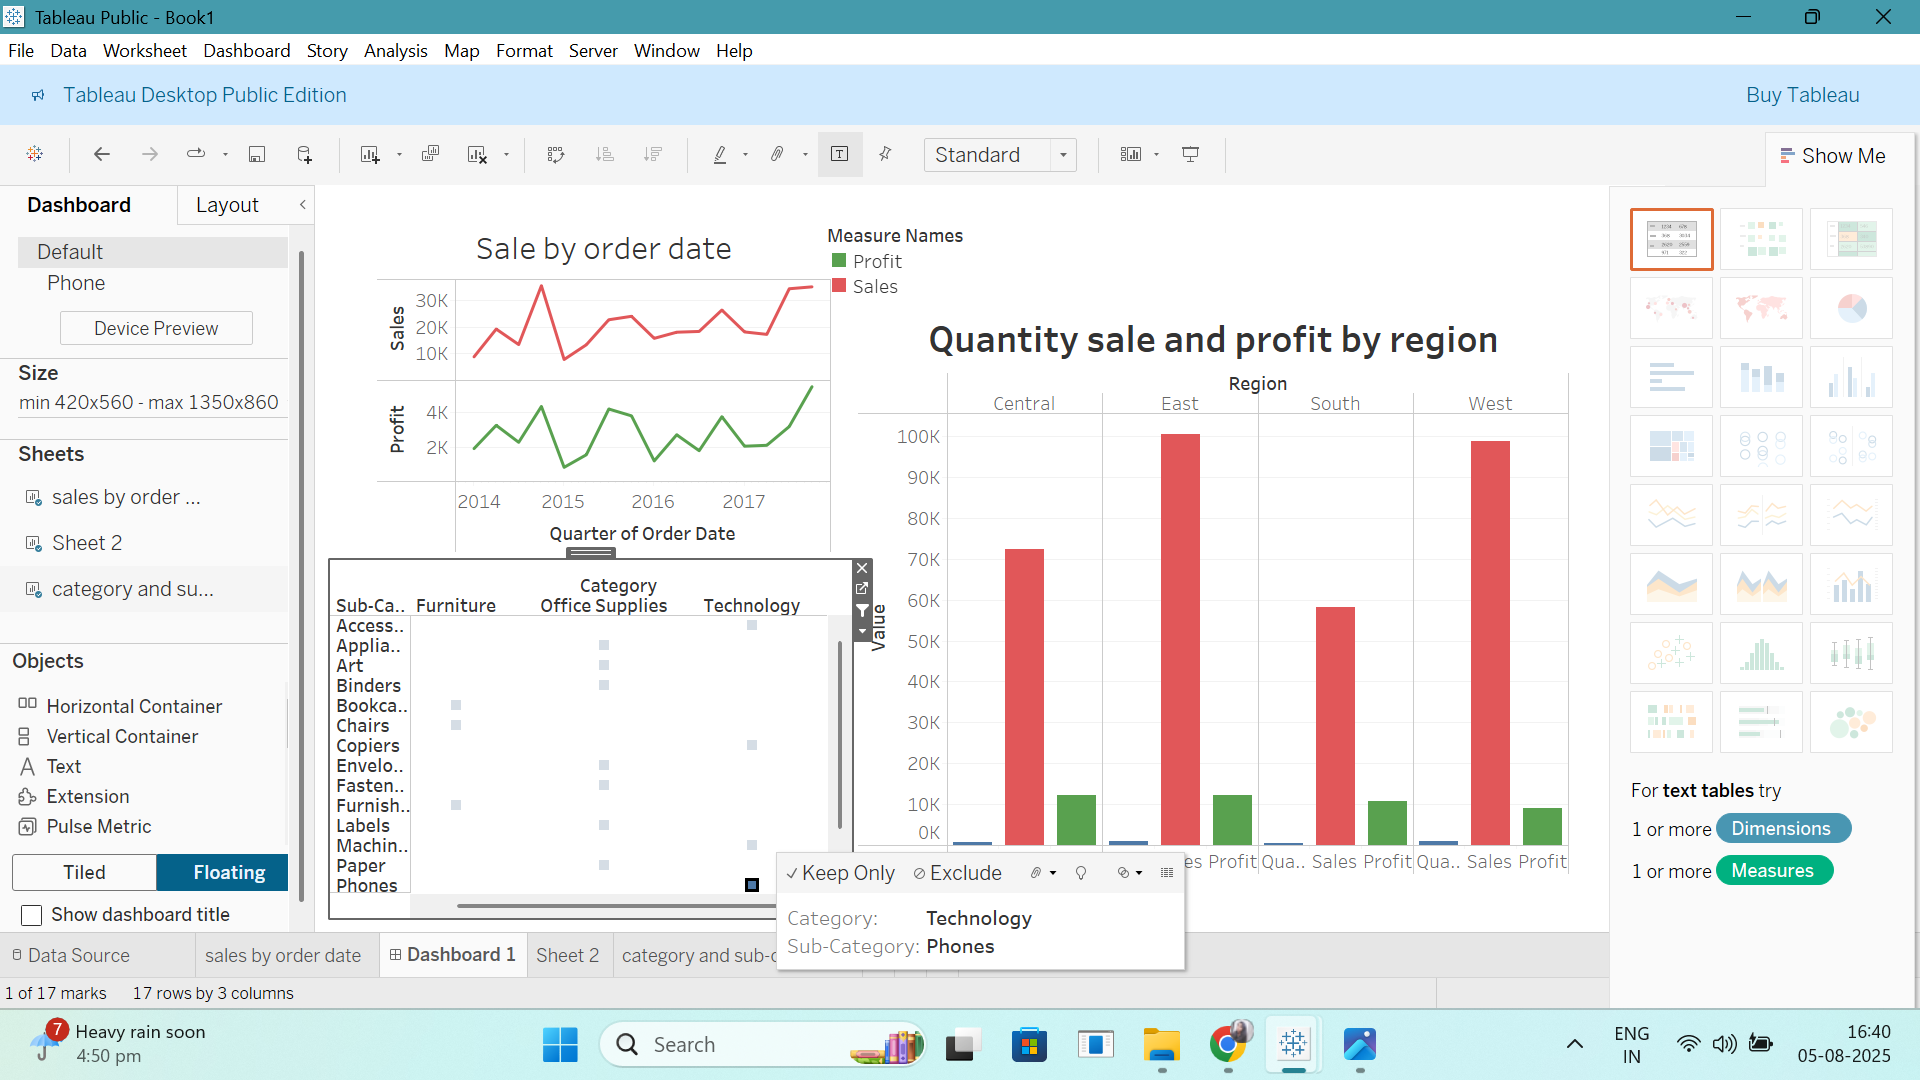 Tableau Public - Book1
File Data Worksheet Dashboard Story Analysis Map Format Server Window Help
Tableau Desktop Public Edition
Buy Tableau
Standard
Show Me
Dashboard
Layout
Default
Phone
Device Preview
Size
min 420x560 - max 1350x860
Sheets
sales by order ...
Sheet 2
category and su...
Objects
Horizontal Container
Vertical Container
Text
Extension
Pulse Metric
Tiled
Floating
Show dashboard title
Sale by order date
Sales
30K
20K
10K
Profit
4K
2K
2014 2015 2016 2017
Quarter of Order Date
Measure Names
Profit
Sales
Quantity sale and profit by region
Region
Central East South West
Value
100K
90K
80K
70K
60K
50K
40K
30K
20K
10K
0K
es Profit Qua.. Sales Profit Qua.. Sales Profit
Category
Sub-Ca.. Furniture Office Supplies Technology
Access..
Applia..
Art
Binders
Bookca..
Chairs
Copiers
Envelo..
Fasten..
Furnish..
Labels
Machin..
Paper
Phones
Keep Only Exclude
Category: Technology
Sub-Category: Phones
For text tables try
1 or more Dimensions
1 or more Measures
Data Source
sales by order date
Dashboard 1
Sheet 2
category and sub-c
1 of 17 marks 17 rows by 3 columns
7
Heavy rain soon
4:50 pm
Search
ENG
IN
16:40
05-08-2025